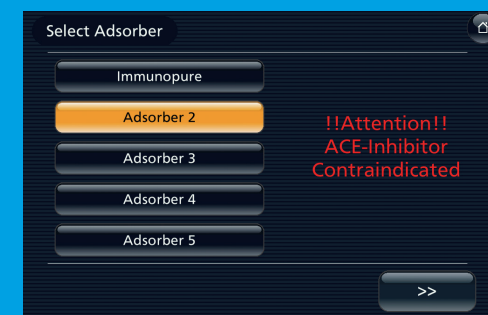 Select Adsorber
Immunopure
Adsorber 2
Adsorber 3
Adsorber 4
Adsorber 5
!!Attention!!
ACE-Inhibitor
Contraindicated
>>